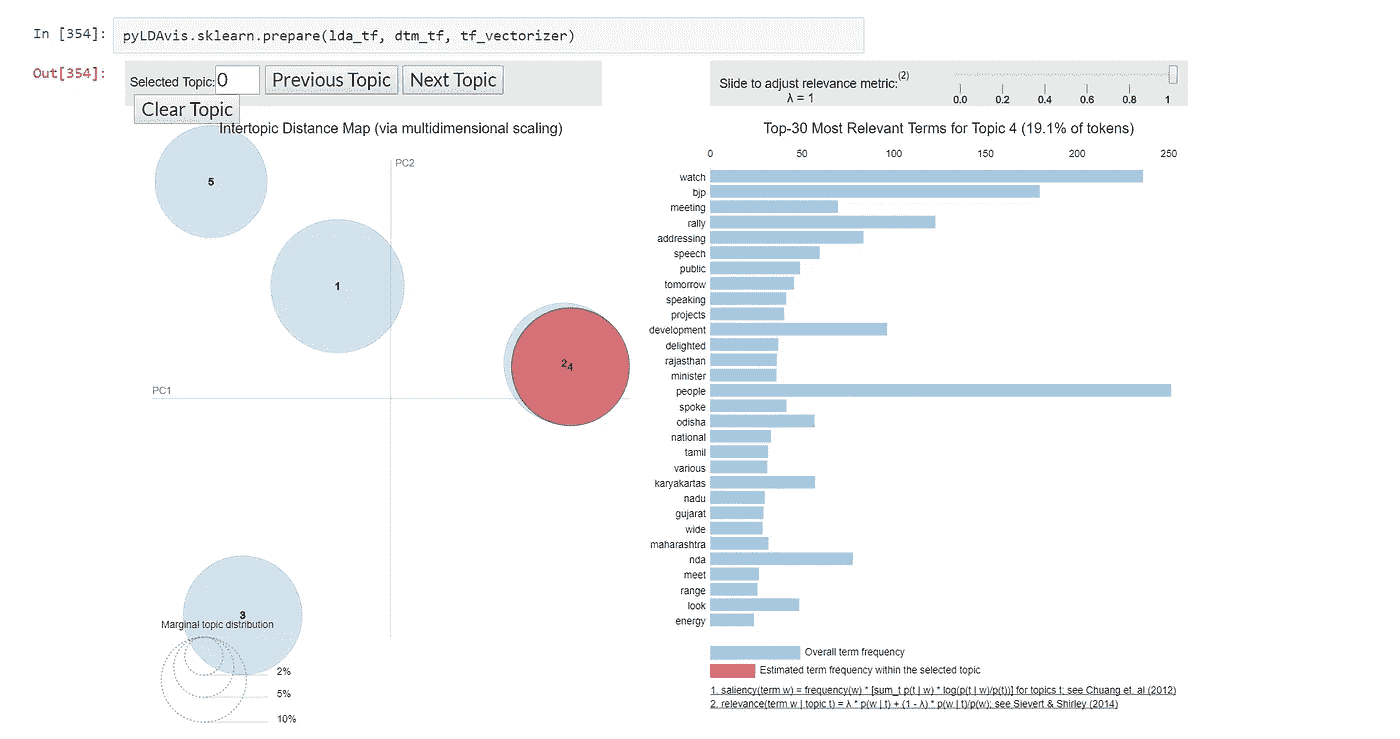 In [354]: pyLDAvis.sklearn.prepare(lda_tf, dtm_tf, tf_vectorizer)
Out[354]:
Selected Topic: 0 Previous Topic Next Topic
Clear Topic
Slide to adjust relevance metric:(2)
λ = 1
0.0 0.2 0.4 0.6 0.8 1
Intertopic Distance Map (via multidimensional scaling)
PC2
PC1
5
1
2
4
3
Marginal topic distribution
2%
5%
10%
Top-30 Most Relevant Terms for Topic 4 (19.1% of tokens)
0 50 100 150 200 250
watch
bjp
meeting
rally
addressing
speech
public
tomorrow
speaking
projects
development
delighted
rajasthan
minister
people
spoke
odisha
national
tamil
various
karyakartas
nadu
gujarat
wide
maharashtra
nda
meet
range
look
energy
Overall term frequency
Estimated term frequency within the selected topic
1. saliency(term w) = frequency(w) * [sum_t p(t | w) * log(p(t | w)/p(t))] for topics t; see Chuang et. al (2012)
2. relevance(term w | topic t) = λ * p(w | t) + (1 - λ) * p(w | t)/p(w); see Sievert & Shirley (2014)